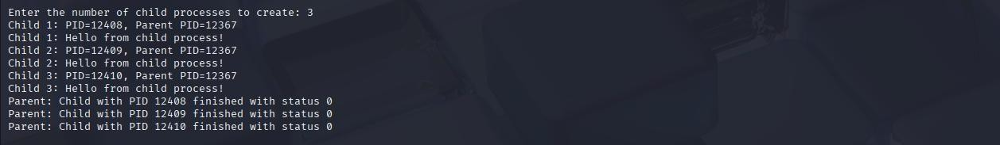 Enter the number of child processes to create: 3
Child 1: PID=12408, Parent PID=12367
Child 1: Hello from child process!
Child 2: PID=12409, Parent PID=12367
Child 2: Hello from child process!
Child 3: PID=12410, Parent PID=12367
Child 3: Hello from child process!
Parent: Child with PID 12408 finished with status 0
Parent: Child with PID 12409 finished with status 0
Parent: Child with PID 12410 finished with status 0